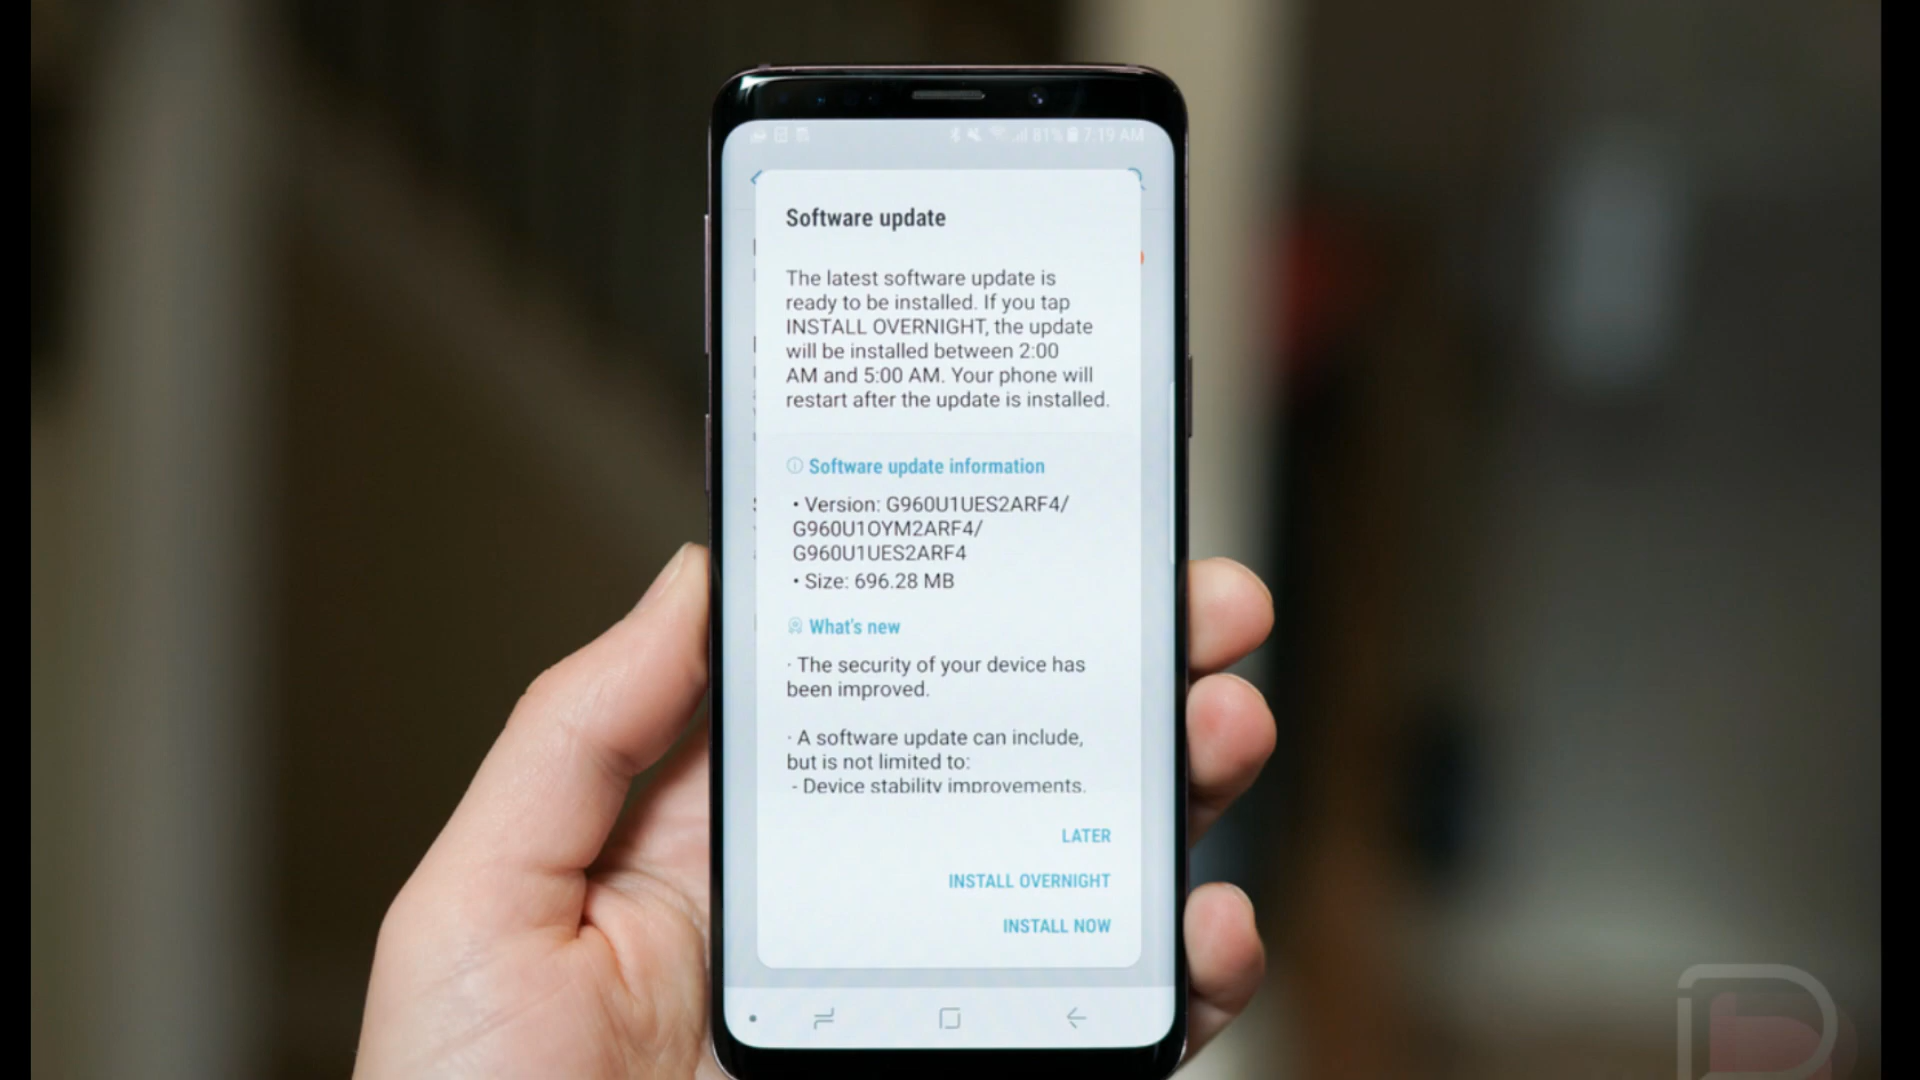 81% 7:19 AM
Software update
The latest software update is
ready to be installed. If you tap
INSTALL OVERNIGHT, the update
will be installed between 2:00
AM and 5:00 AM. Your phone will
restart after the update is installed.
Software update information
• Version: G960U1UES2ARF4/
G960U1OYM2ARF4/
G960U1UES2ARF4
• Size: 696.28 MB
What's new
· The security of your device has
been improved.
· A software update can include,
but is not limited to:
- Device stability improvements.
LATER
INSTALL OVERNIGHT
INSTALL NOW